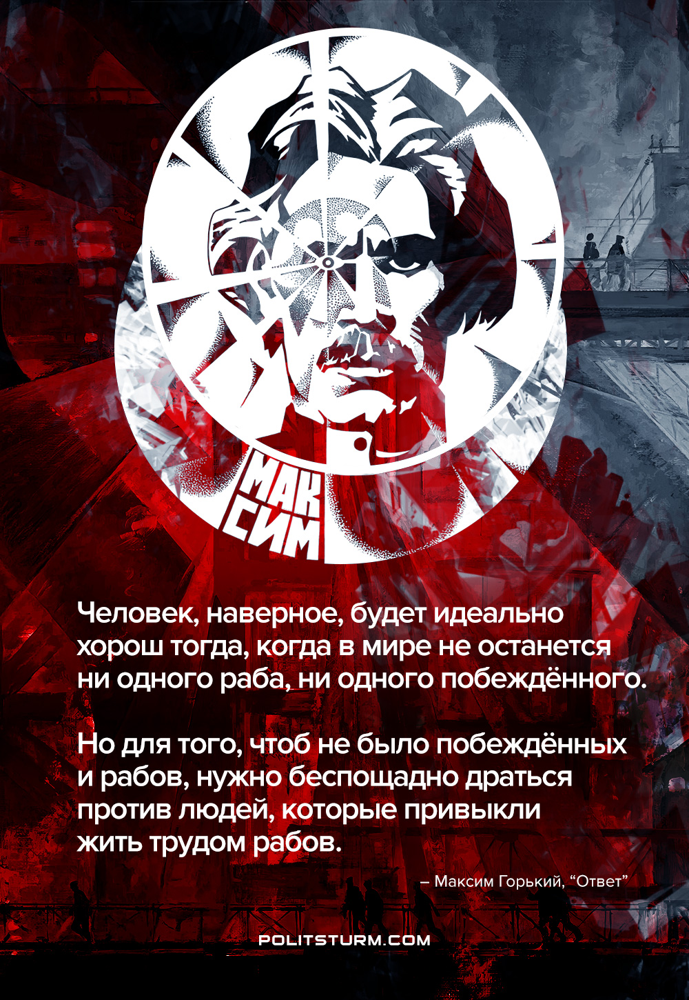 МАК
СИМ
Человек, наверное, будет идеально
хорош тогда, когда в мире не останется
ни одного раба, ни одного побеждённого.
Но для того, чтоб не было побеждённых
и рабов, нужно беспощадно драться
против людей, которые привыкли
жить трудом рабов.
– Максим Горький, “Ответ”
POLITSTURM.COM